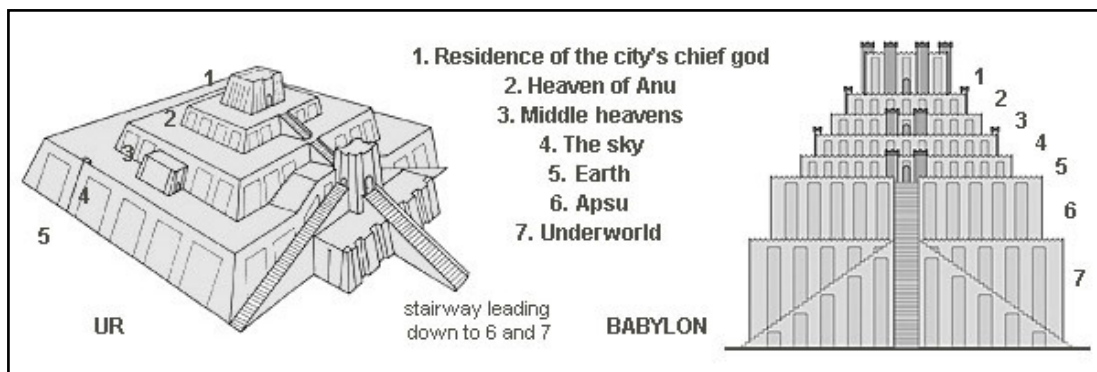 1. Residence of the city's chief god
2. Heaven of Anu
3. Middle heavens
4. The sky
5. Earth
6. Apsu
7. Underworld
1
2
3
4
5
UR
stairway leading
down to 6 and 7
BABYLON
1
2
3
4
5
6
7